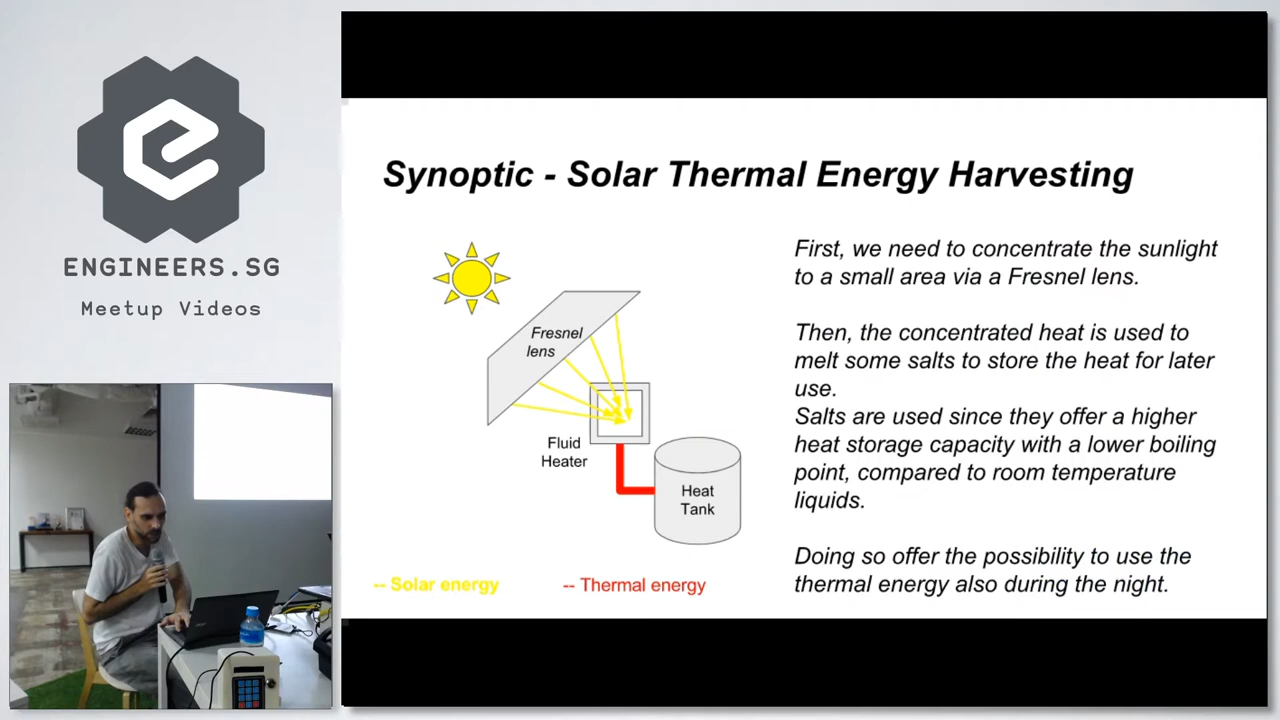 ENGINEERS.SG
Meetup Videos
Synoptic - Solar Thermal Energy Harvesting
Fresnel
lens
Fluid
Heater
Heat
Tank
-- Solar energy
-- Thermal energy
First, we need to concentrate the sunlight
to a small area via a Fresnel lens.
Then, the concentrated heat is used to
melt some salts to store the heat for later
use.
Salts are used since they offer a higher
heat storage capacity with a lower boiling
point, compared to room temperature
liquids.
Doing so offer the possibility to use the
thermal energy also during the night.